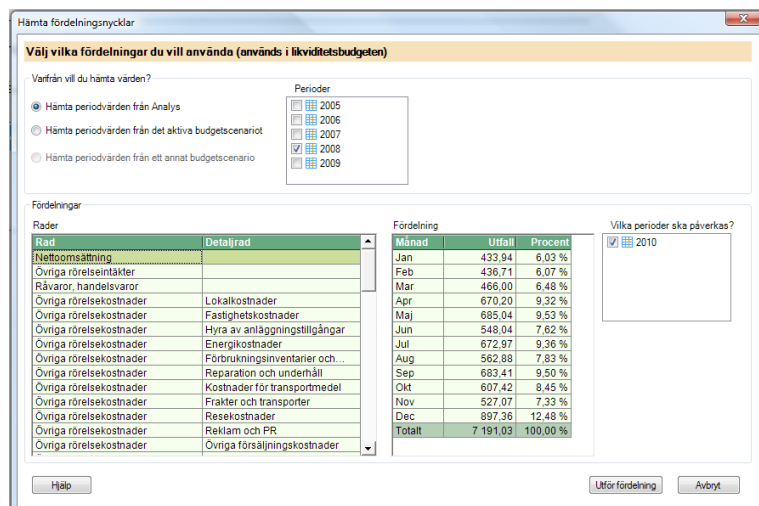 Hämta fördelningsnycklar
Välj vilka fördelningar du vill använda (används i likviditetsbudgeten)
Varifrån vill du hämta värden?
Hämta periodvärden från Analys
Hämta periodvärden från det aktiva budgetscenariot
Hämta periodvärden från ett annat budgetscenario
Perioder
2005
2006
2007
2008
2009
Fördelningar
Rader
Rad Detaljrad
Nettoomsättning
Övriga rörelseintäkter
Råvaror, handelsvaror
Övriga rörelsekostnader Lokalkostnader
Övriga rörelsekostnader Fastighetskostnader
Övriga rörelsekostnader Hyra av anläggningstillgångar
Övriga rörelsekostnader Energikostnader
Övriga rörelsekostnader Förbrukningsinventarier och...
Övriga rörelsekostnader Reparation och underhåll
Övriga rörelsekostnader Kostnader för transportmedel
Övriga rörelsekostnader Frakter och transporter
Övriga rörelsekostnader Resekostnader
Övriga rörelsekostnader Reklam och PR
Övriga rörelsekostnader Övriga försäljningskostnader
Fördelning
Månad Utfall Procent
Jan 433,94 6,03 %
Feb 436,71 6,07 %
Mar 466,00 6,48 %
Apr 670,20 9,32 %
Maj 685,04 9,53 %
Jun 548,04 7,62 %
Jul 672,97 9,36 %
Aug 562,88 7,83 %
Sep 683,41 9,50 %
Okt 607,42 8,45 %
Nov 527,07 7,33 %
Dec 897,36 12,48 %
Totalt 7 191,03 100,00 %
Vilka perioder ska påverkas?
2010
Hjälp
Utför fördelning
Avbryt